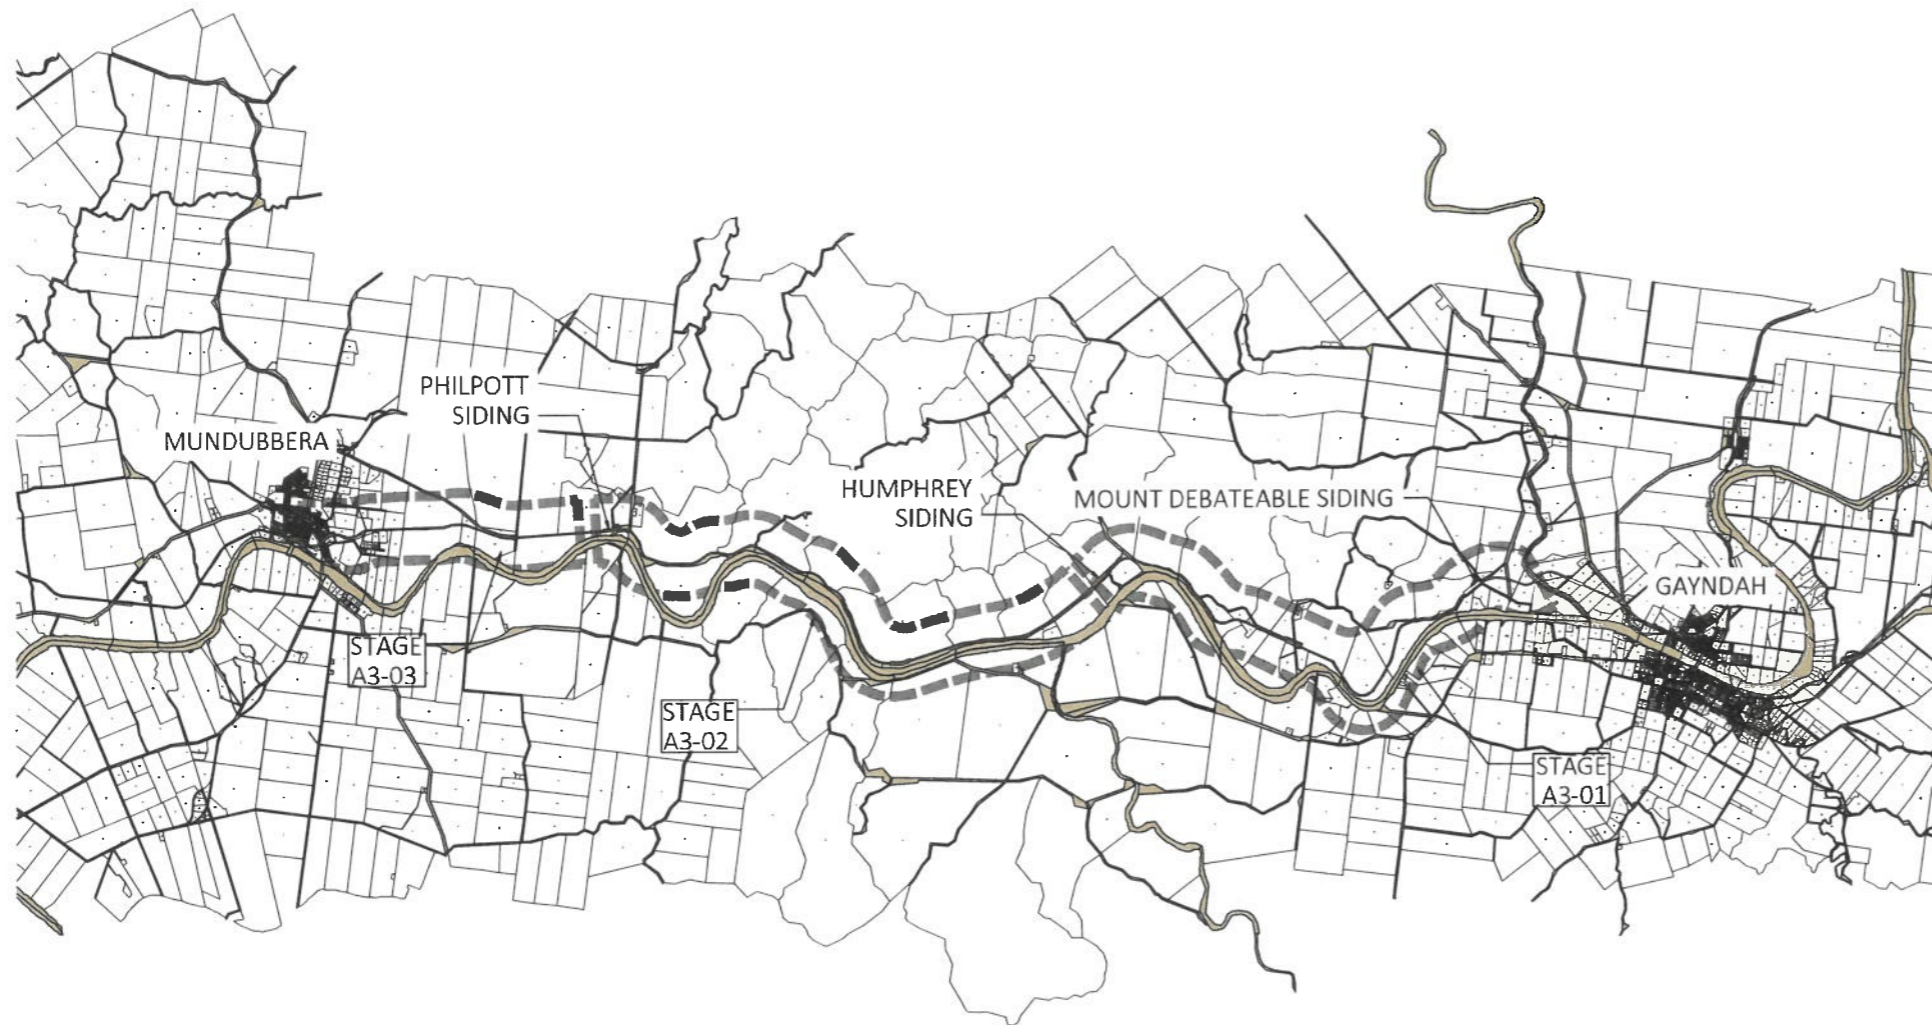 PHILPOTT
SIDING
MUNDUBBERA
HUMPHREY
SIDING
MOUNT DEBATEABLE SIDING
GAYNDAH
STAGE
A3-03
STAGE
A3-02
STAGE
A3-01